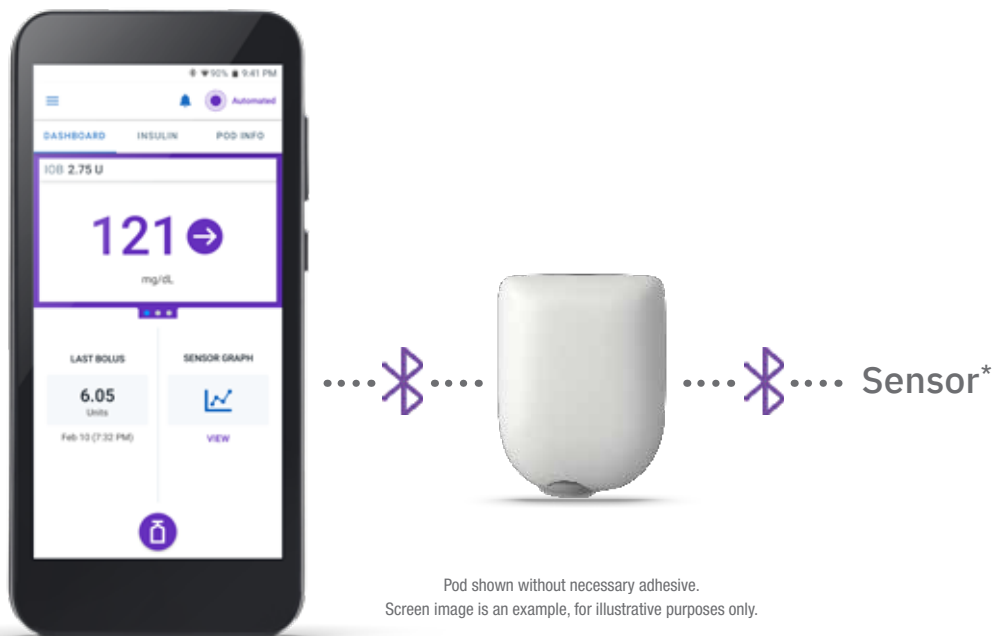 90% 9:41 PM
Automated
DASHBOARD INSULIN POD INFO
IOB 2.75 U
121
mg/dL
LAST BOLUS SENSOR GRAPH
6.05
Units
Feb 10 (7:32 PM)
VIEW
Sensor*
Pod shown without necessary adhesive.
Screen image is an example, for illustrative purposes only.